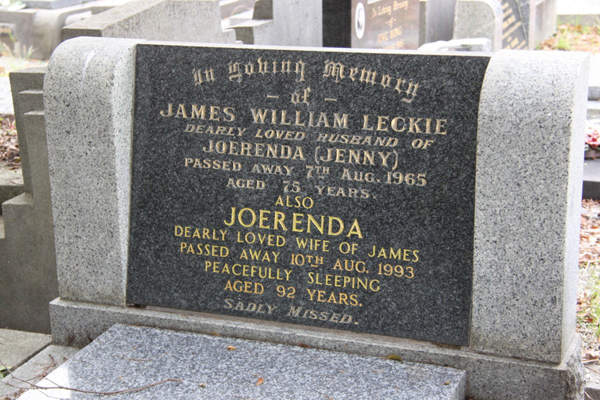 In Loving Memory
– of –
JAMES WILLIAM LECKIE
DEARLY LOVED HUSBAND OF
JOERENDA (JENNY)
PASSED AWAY 7TH AUG. 1965
AGED 75 YEARS.
ALSO
JOERENDA
DEARLY LOVED WIFE OF JAMES
PASSED AWAY 10TH AUG. 1993
PEACEFULLY SLEEPING
AGED 92 YEARS.
SADLY MISSED.